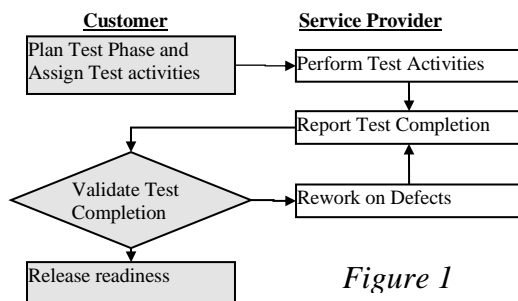 Customer
Service Provider
Plan Test Phase and
Assign Test activities
Perform Test Activities
Report Test Completion
Validate Test
Completion
Rework on Defects
Release readiness
Figure 1